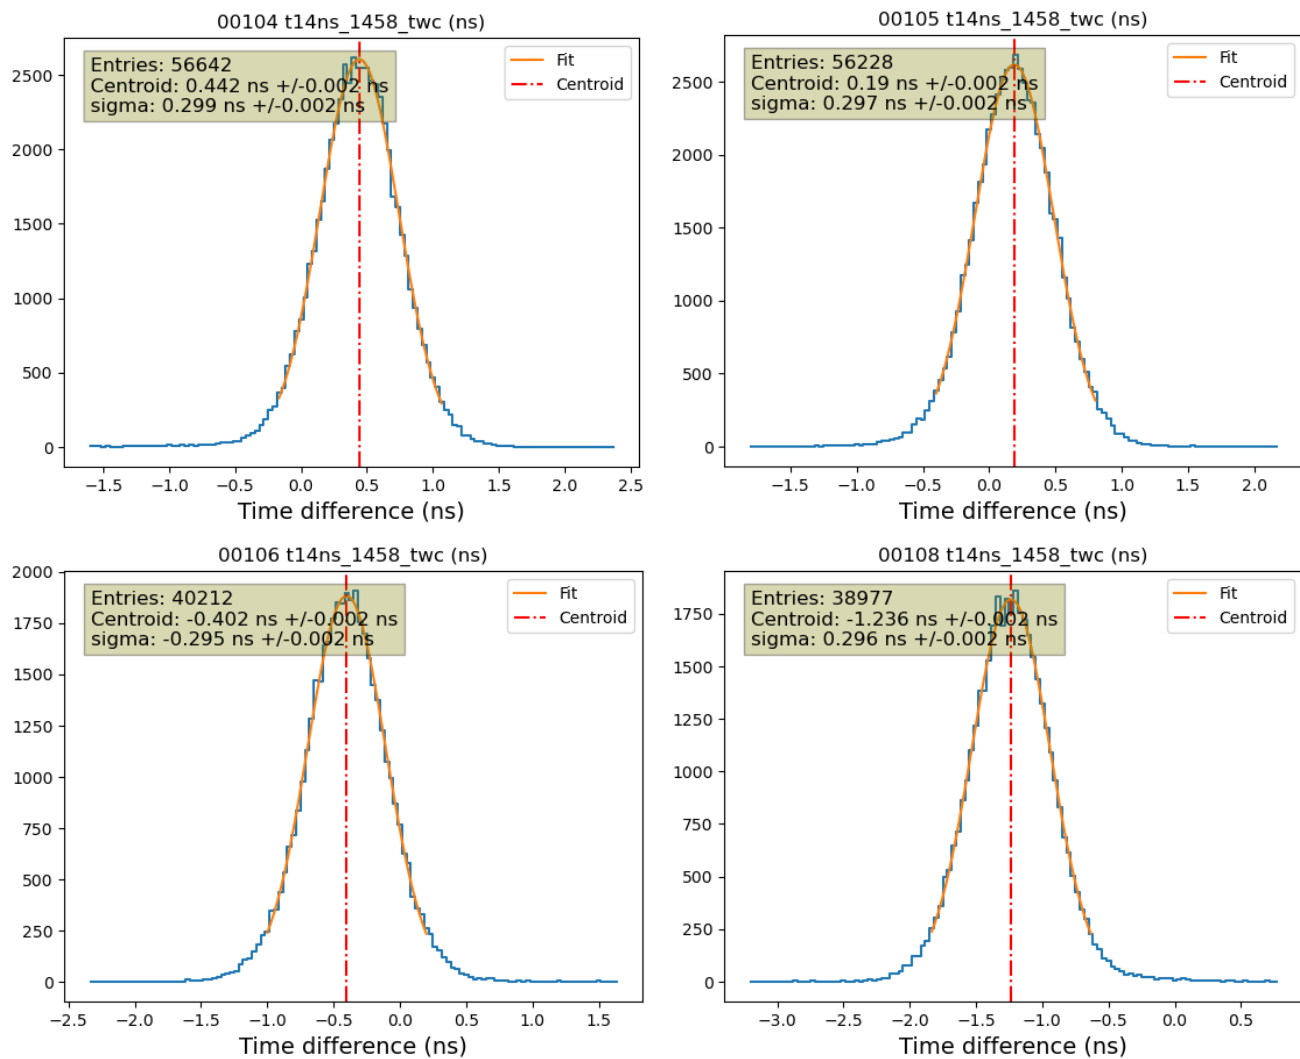 00104 t14ns_1458_twc (ns)
Entries: 56642
Centroid: 0.442 ns +/-0.002 ns
sigma: 0.299 ns +/-0.002 ns
Fit
Centroid
2500
2000
1500
1000
500
0
−1.5 −1.0 −0.5 0.0 0.5 1.0 1.5 2.0 2.5
Time difference (ns)
00105 t14ns_1458_twc (ns)
Entries: 56228
Centroid: 0.19 ns +/-0.002 ns
sigma: 0.297 ns +/-0.002 ns
Fit
Centroid
2500
2000
1500
1000
500
0
−1.5 −1.0 −0.5 0.0 0.5 1.0 1.5 2.0
Time difference (ns)
00106 t14ns_1458_twc (ns)
Entries: 40212
Centroid: -0.402 ns +/-0.002 ns
sigma: -0.295 ns +/-0.002 ns
Fit
Centroid
2000
1750
1500
1250
1000
750
500
250
0
−2.5 −2.0 −1.5 −1.0 −0.5 0.0 0.5 1.0 1.5
Time difference (ns)
00108 t14ns_1458_twc (ns)
Entries: 38977
Centroid: -1.236 ns +/-0.002 ns
sigma: 0.296 ns +/-0.002 ns
Fit
Centroid
1750
1500
1250
1000
750
500
250
0
−3.0 −2.5 −2.0 −1.5 −1.0 −0.5 0.0 0.5
Time difference (ns)